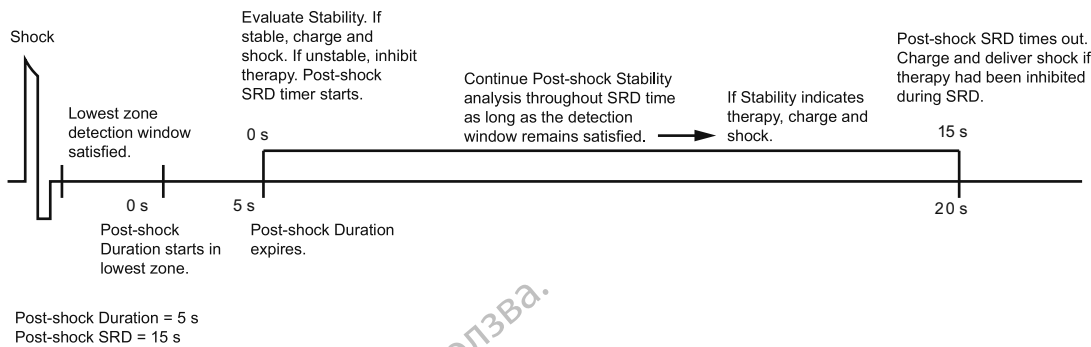 Shock
Lowest zone
detection window
satisfied.
Evaluate Stability. If
stable, charge and
shock. If unstable, inhibit
therapy. Post-shock
SRD timer starts.
Continue Post-shock Stability
analysis throughout SRD time
as long as the detection
window remains satisfied.
If Stability indicates
therapy, charge and
shock.
Post-shock SRD times out.
Charge and deliver shock if
therapy had been inhibited
during SRD.
0 s
15 s
0 s
5 s
20 s
Post-shock
Duration starts in
lowest zone.
Post-shock Duration
expires.
Post-shock Duration = 5 s
Post-shock SRD = 15 s